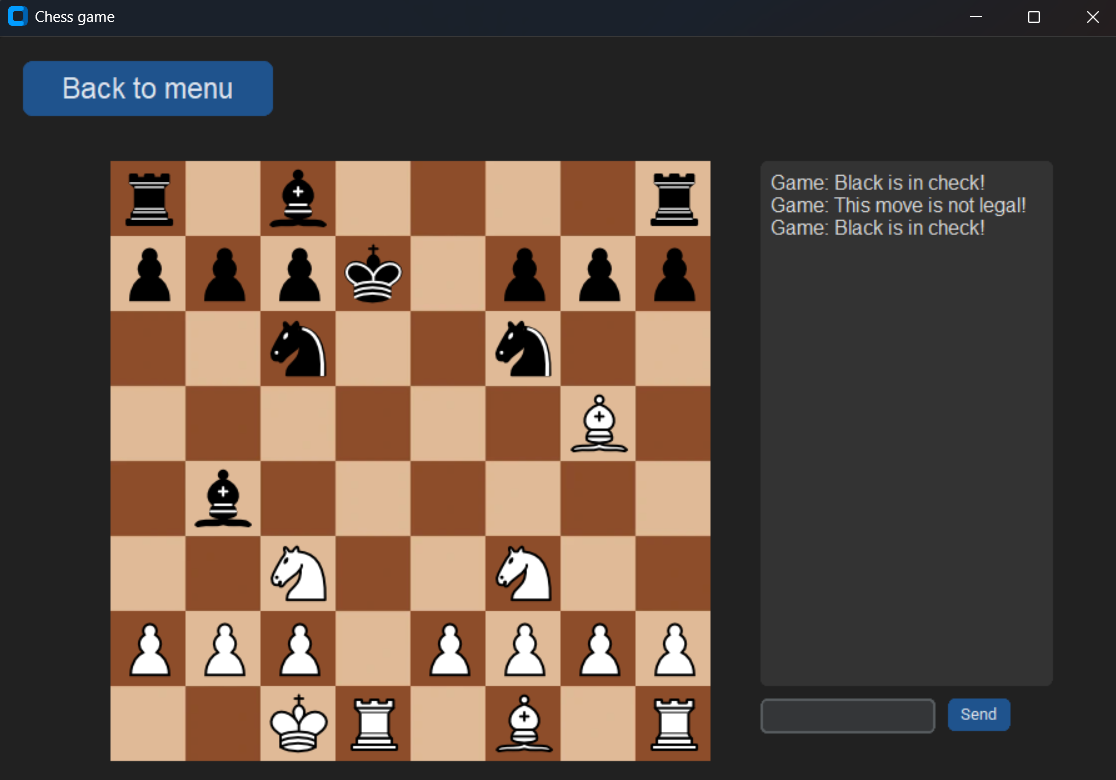 Chess game
Back to menu
Game: Black is in check!
Game: This move is not legal!
Game: Black is in check!
Send